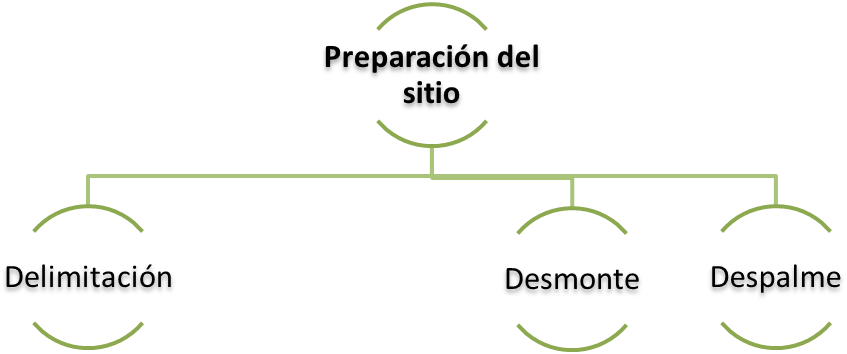 Preparación del
sitio
Delimitación
Desmonte
Despalme